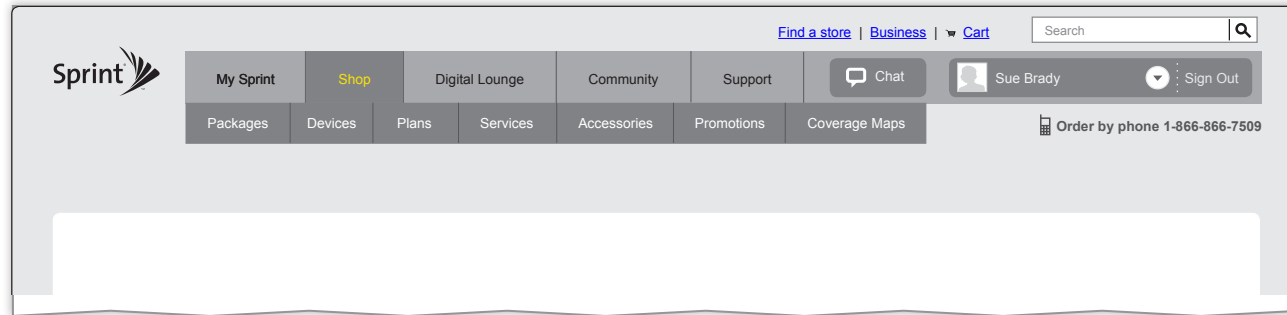 Find a store | Business | Cart
Search
Sprint
My Sprint
Shop
Digital Lounge
Community
Support
Chat
Sue Brady
Sign Out
Packages
Devices
Plans
Services
Accessories
Promotions
Coverage Maps
Order by phone 1-866-866-7509